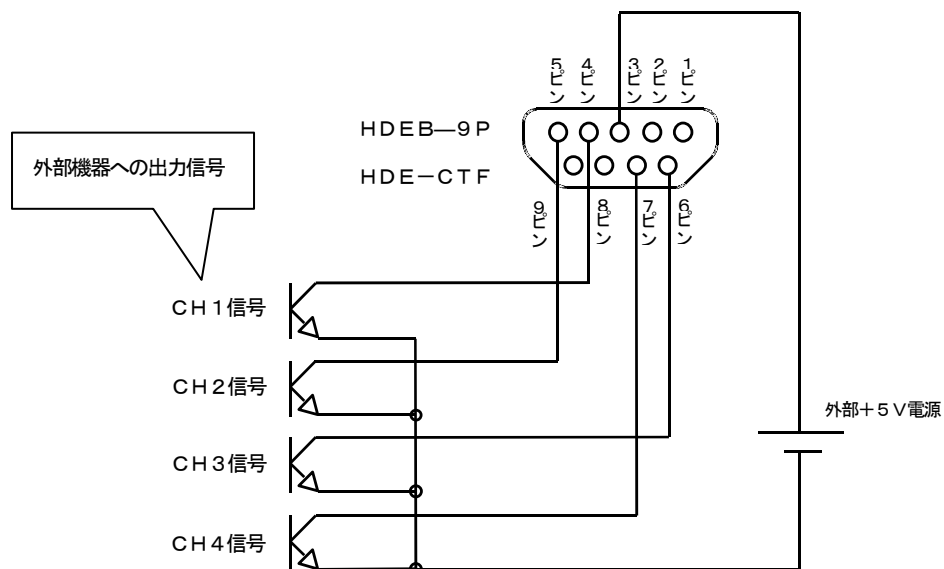 5ピン
4ピン
3ピン
2ピン
1ピン
HDEB―9P
HDE－CTF
外部機器への出力信号
9ピン
8ピン
7ピン
6ピン
CH1信号
CH2信号
CH3信号
CH4信号
外部＋5V電源